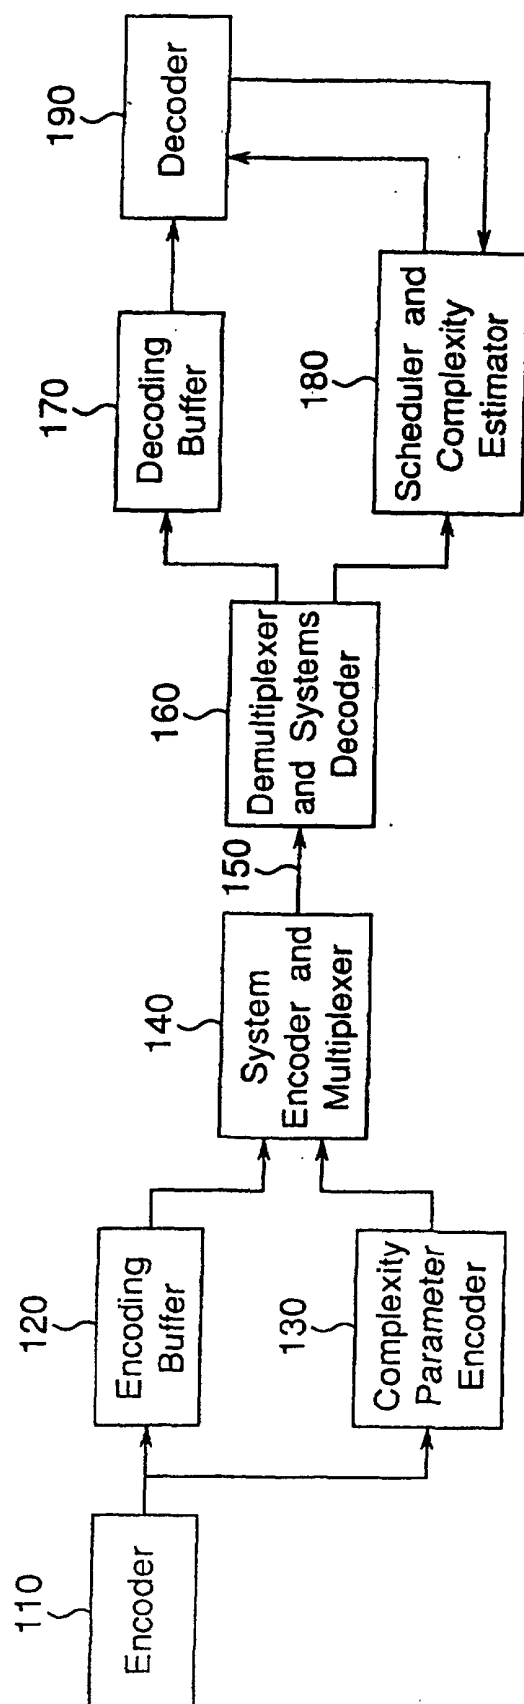 110
Encoder
120
Encoding
Buffer
130
Complexity
Parameter
Encoder
140
System
Encoder and
Multiplexer
150
160
Demultiplexer
and Systems
Decoder
170
Decoding
Buffer
180
Scheduler and
Complexity
Estimator
190
Decoder